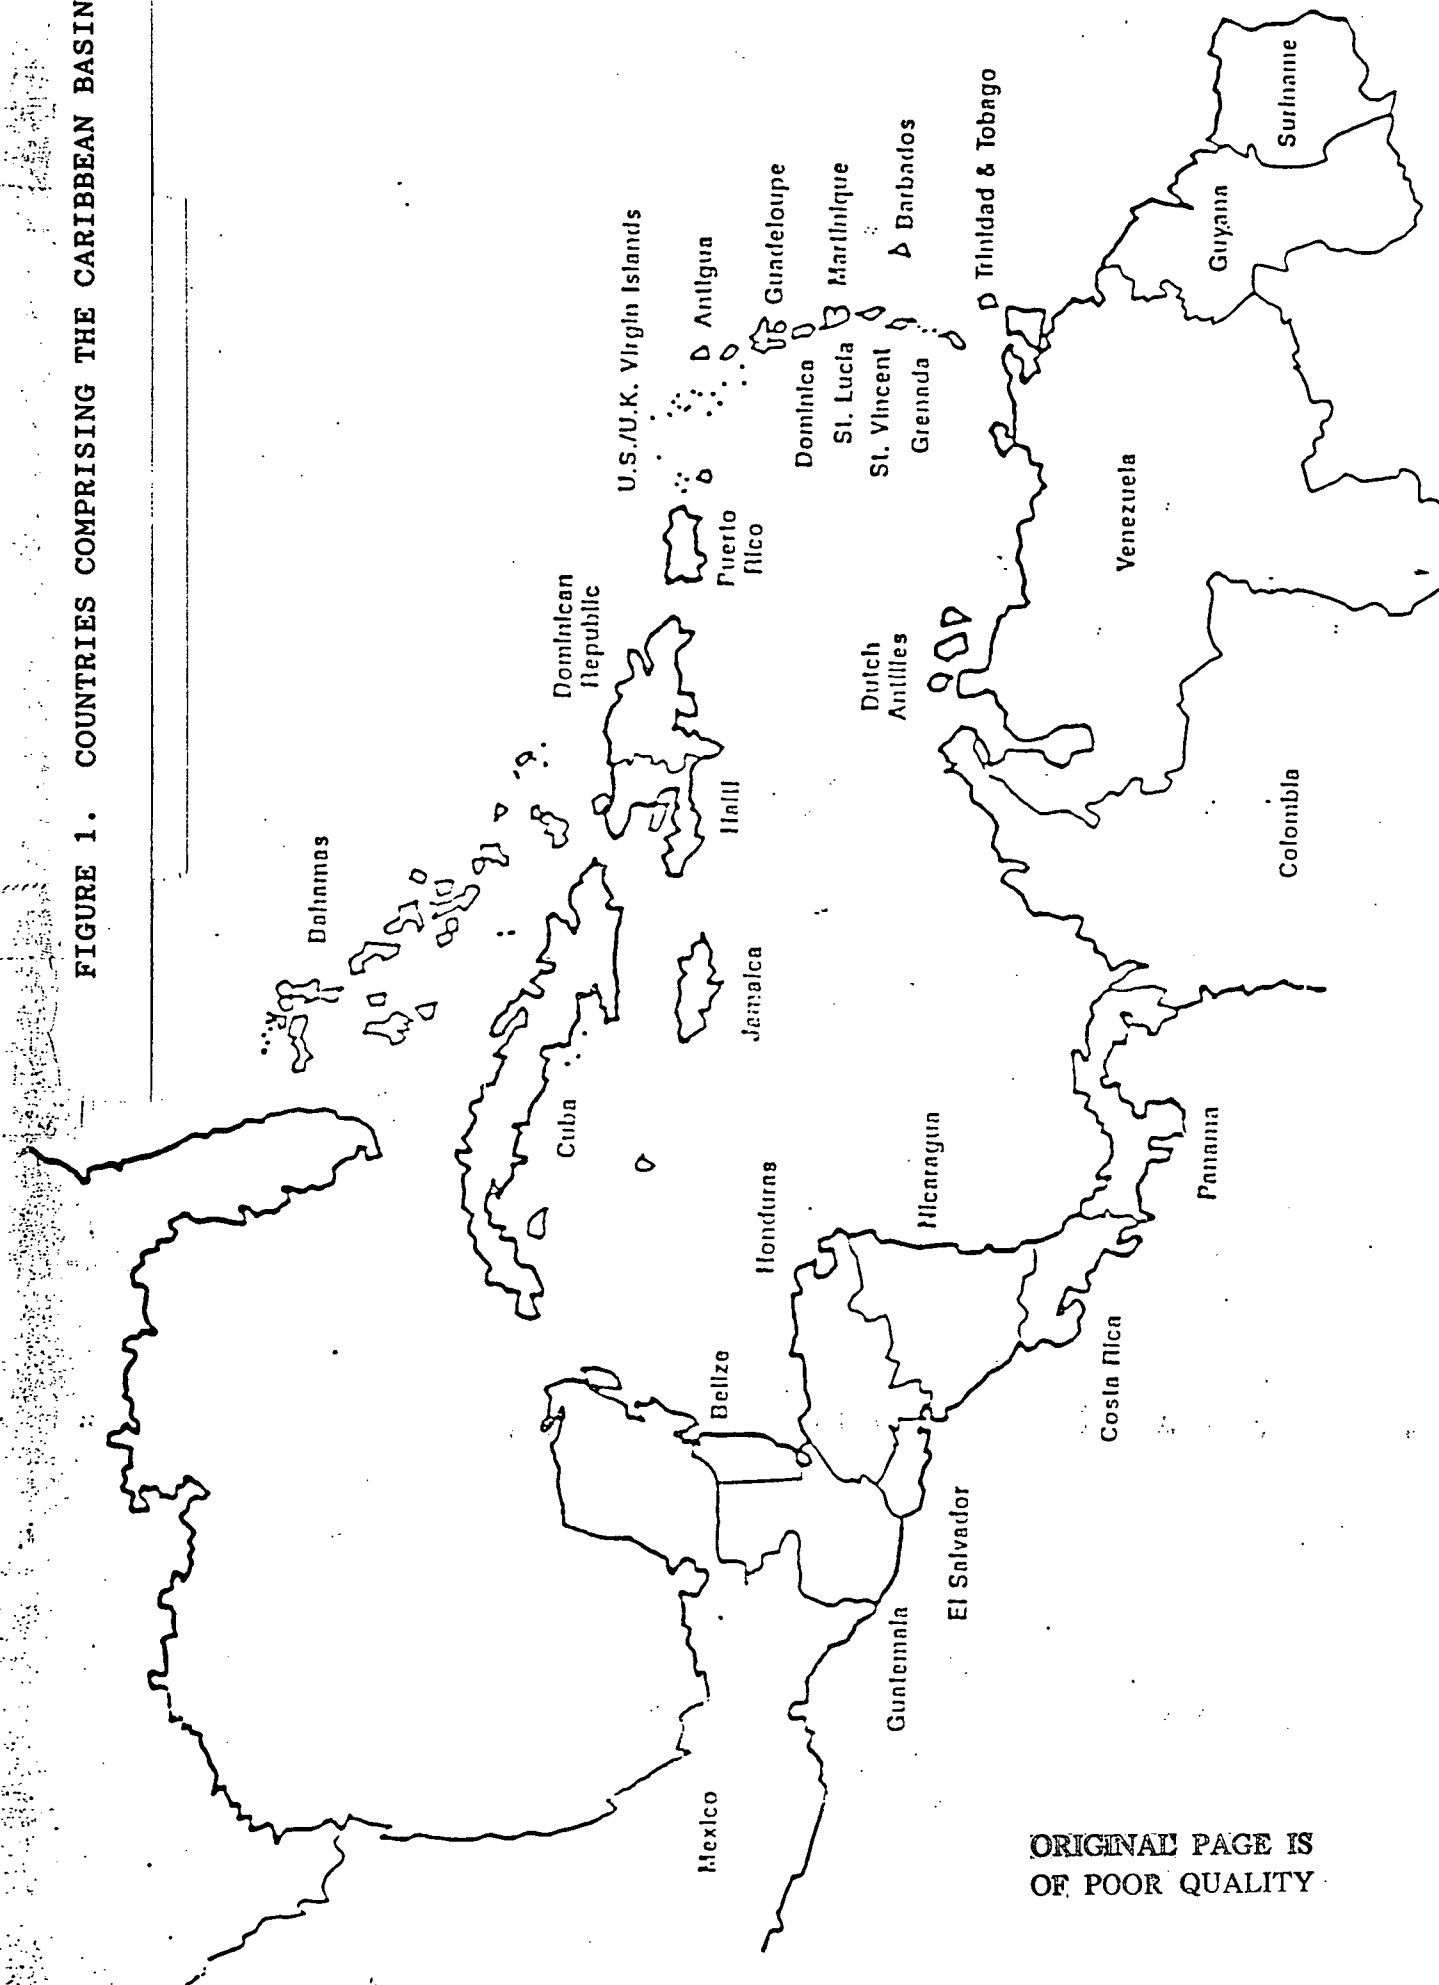 FIGURE 1. COUNTRIES COMPRISING THE CARIBBEAN BASIN
Bahamas
Dominican
Republic
U.S./U.K. Virgin Islands
Cuba
Puerto
Rico
Antigua
Haiti
Jamaica
Guadeloupe
Dominica
Martinique
St. Lucia
St. Vincent
Barbados
Grenada
Mexico
Belize
Honduras
Dutch
Antilles
Trinidad & Tobago
Guatemala
Nicaragua
El Salvador
Costa Rica
Venezuela
Panama
Guyana
Colombia
Suriname
ORIGINAL PAGE IS
OF POOR QUALITY